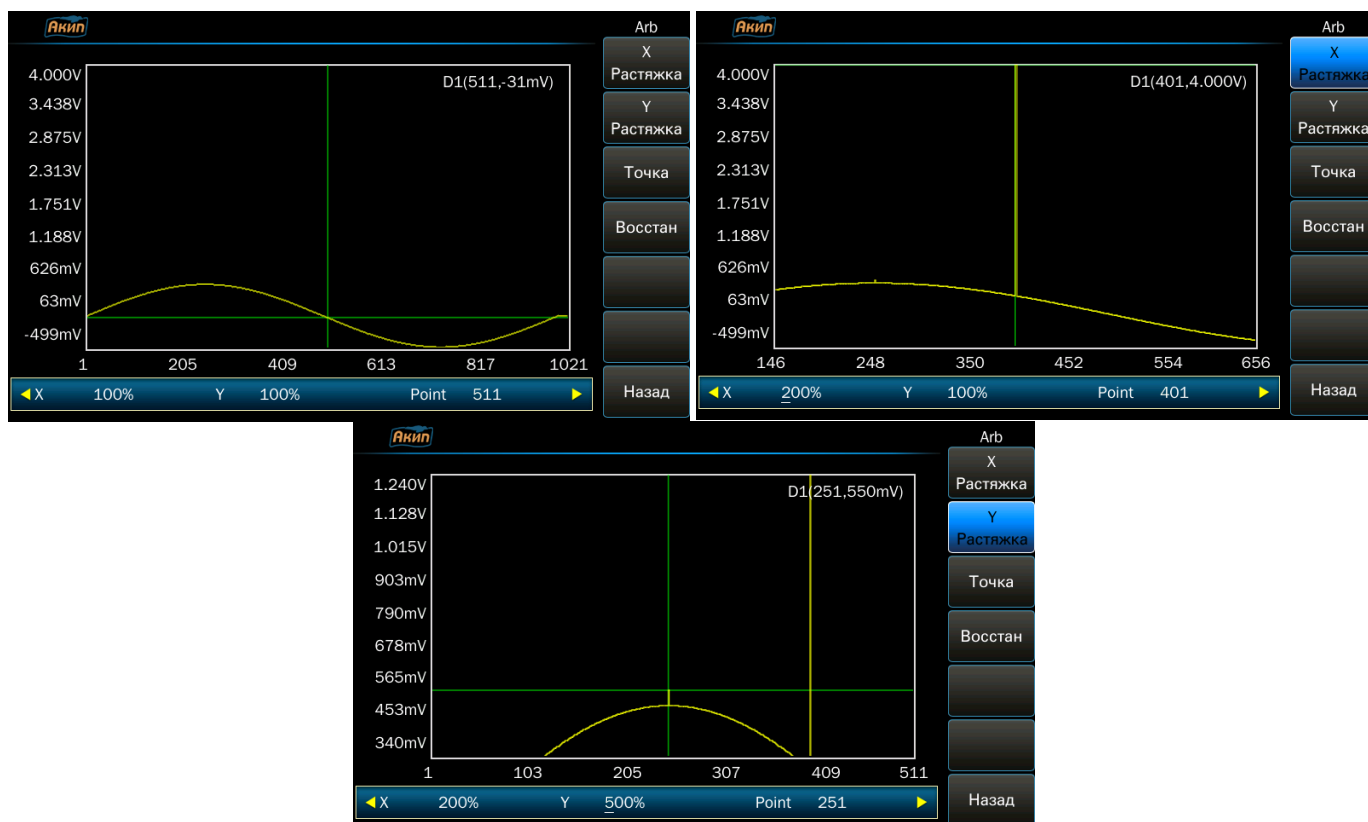 Акип
Arb
X
Растяжка
4.000V
D1(511,-31mV)
3.438V
Y
Растяжка
2.875V
2.313V
Точка
1.751V
1.188V
Восстан
626mV
63mV
-499mV
1 205 409 613 817 1021
X 100% Y 100% Point 511
Назад
Акип
Arb
X
Растяжка
4.000V
D1(401,4.000V)
3.438V
Y
Растяжка
2.875V
2.313V
Точка
1.751V
1.188V
Восстан
626mV
63mV
-499mV
146 248 350 452 554 656
X 200% Y 100% Point 401
Назад
Акип
Arb
X
Растяжка
1.240V
D1(251,550mV)
1.128V
Y
Растяжка
1.015V
903mV
Точка
790mV
678mV
Восстан
565mV
453mV
340mV
1 103 205 307 409 511
X 200% Y 500% Point 251
Назад